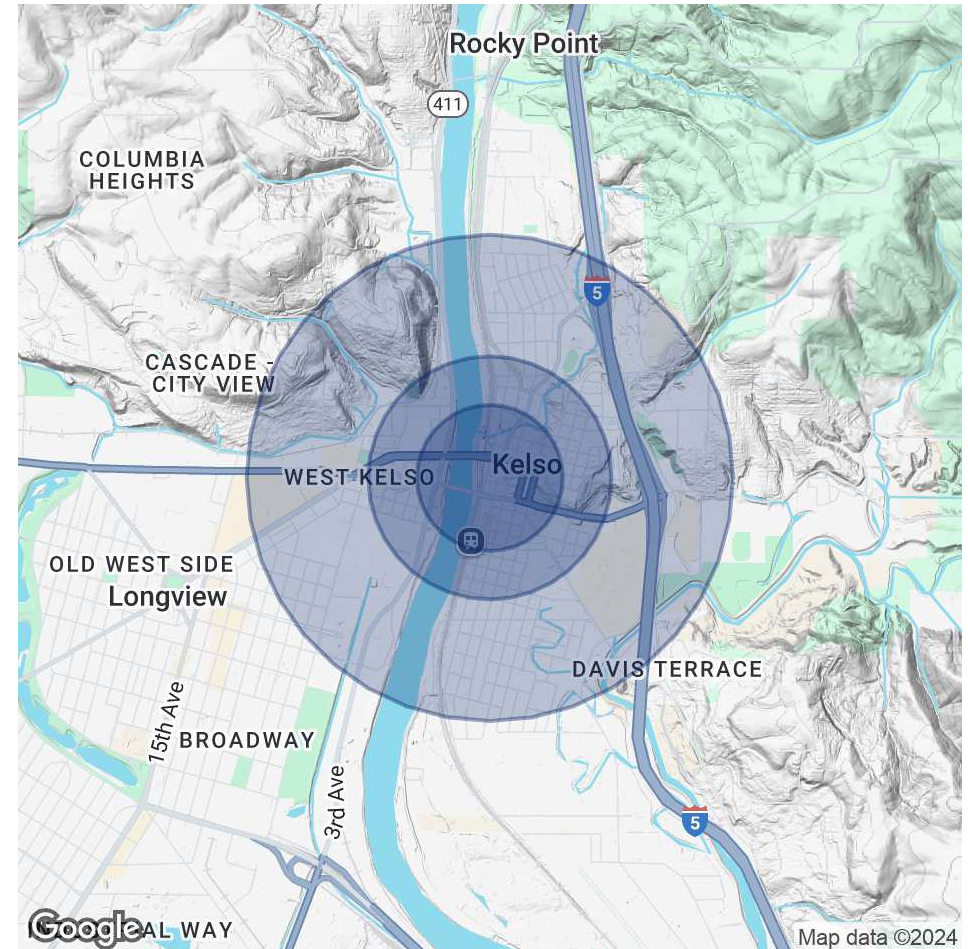 Rocky Point
411
COLUMBIA
HEIGHTS
5
CASCADE -
CITY VIEW
Kelso
WEST KELSO
OLD WEST SIDE
Longview
DAVIS TERRACE
15th Ave
BROADWAY
3rd Ave
5
Google
WAY
Map data ©2024